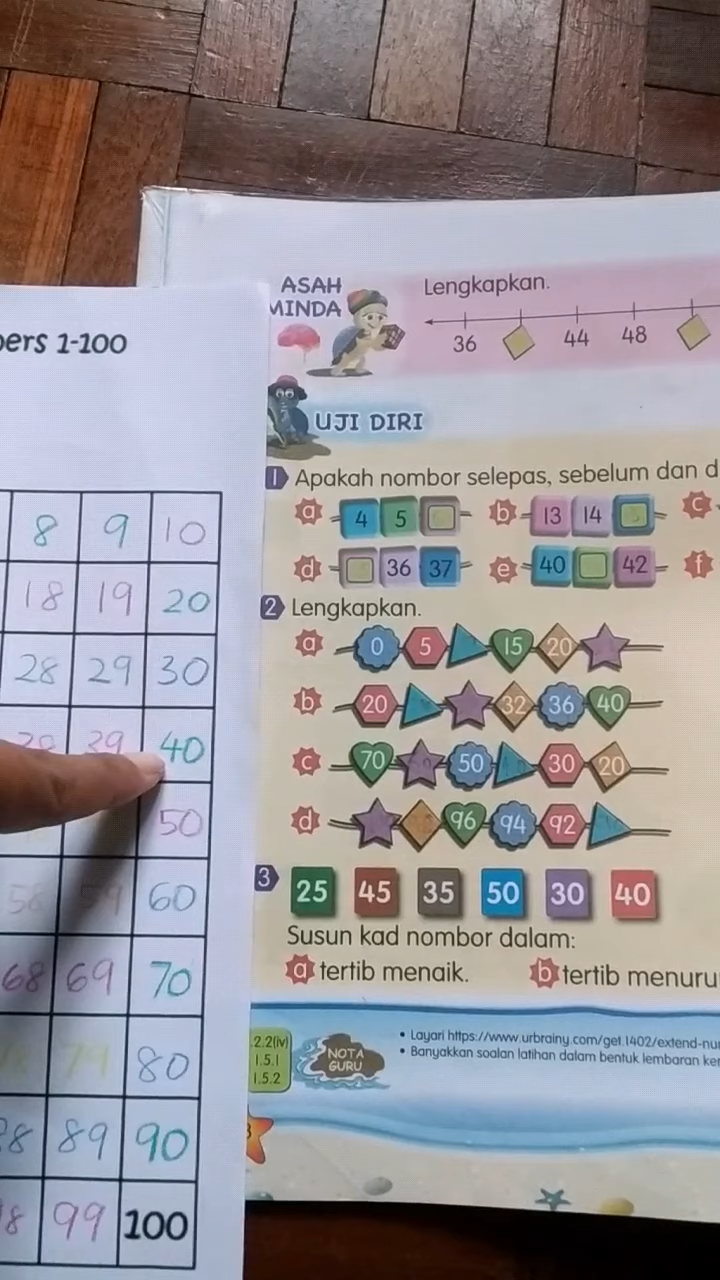 ers 1-100
8 9 10
18 19 20
28 29 30
39 40
50
58 59 60
68 69 70
79 80
89 90
99 100
ASAH
MINDA
Lengkapkan.
36 44 48
UJI DIRI
1 Apakah nombor selepas, sebelum dan d
a 4 5 b 13 14 c
d 36 37 e 40 42 f
2 Lengkapkan.
a 0 5 15 20
b 20 32 36 40
c 70 50 30 20
d 96 94 92
3 25 45 35 50 30 40
Susun kad nombor dalam:
a tertib menaik. b tertib menuru
.2.2(iv)
1.5.1
1.5.2
NOTA
GURU
• Layari https://www.urbrainy.com/get/1402/extend-nu
• Banyakkan soalan latihan dalam bentuk lembaran ker